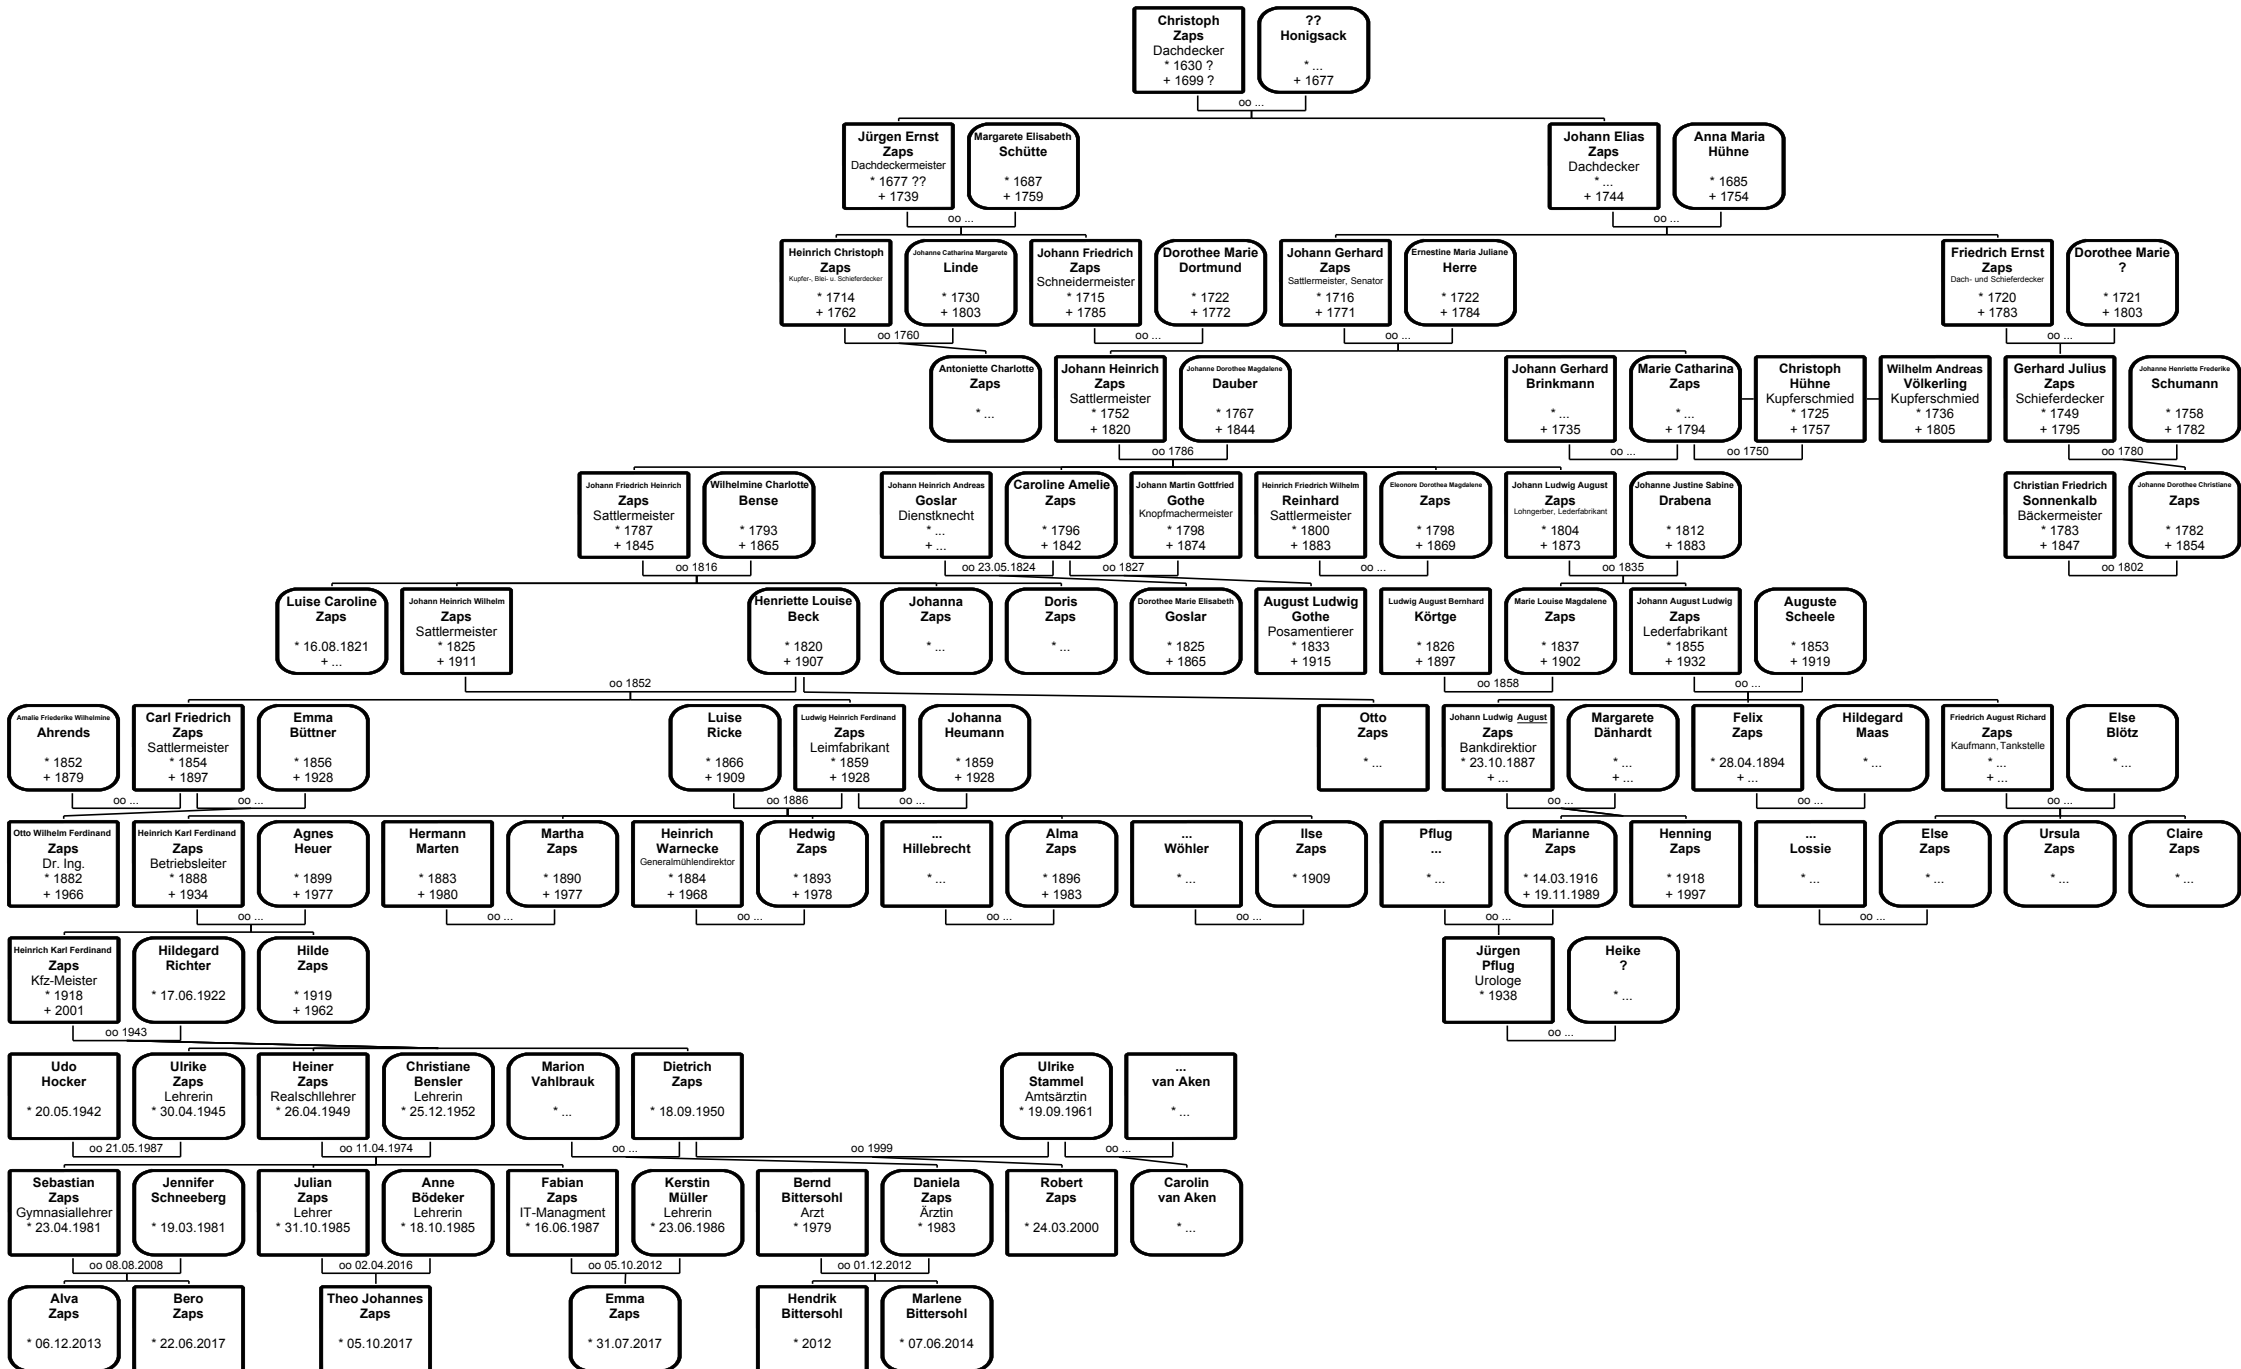 Christoph
Zaps
Dachdecker
* 1630 ?
+ 1699 ?
??
Honigsack
* ...
+ 1677
oo ...
Jürgen Ernst
Zaps
Dachdeckermeister
* 1677 ??
+ 1739
Margarete Elisabeth
Schütte
* 1687
+ 1759
Johann Elias
Zaps
Dachdecker
* ...
+ 1744
Anna Maria
Hühne
* 1685
+ 1754
oo ...
oo ...
Heinrich Christoph
Zaps
Kupfer-, Blei- u. Schieferdecker
* 1714
+ 1762
Johanne Catharina Margarete
Linde
* 1730
+ 1803
Johann Friedrich
Zaps
Schneidermeister
* 1715
+ 1785
Dorothee Marie
Dortmund
* 1722
+ 1772
Johann Gerhard
Zaps
Sattlermeister, Senator
* 1716
+ 1771
Ernestine Maria Juliane
Herre
* 1722
+ 1784
Friedrich Ernst
Zaps
Dach- und Schieferdecker
* 1720
+ 1783
Dorothee Marie
?
* 1721
+ 1803
oo 1760
oo ...
oo ...
oo ...
Antoniette Charlotte
Zaps
* ...
Johann Heinrich
Zaps
Sattlermeister
* 1752
+ 1820
Johanne Dorothee Magdalene
Dauber
* 1767
+ 1844
Johann Gerhard
Brinkmann
* ...
+ 1735
Marie Catharina
Zaps
* ...
+ 1794
Christoph
Hühne
Kupferschmied
* 1725
+ 1757
Wilhelm Andreas
Völkerling
Kupferschmied
* 1736
+ 1805
Gerhard Julius
Zaps
Schieferdecker
* 1749
+ 1795
Johanne Henriette Frederike
Schumann
* 1758
+ 1782
oo 1786
oo ...
oo 1750
oo 1780
Johann Friedrich Heinrich
Zaps
Sattlermeister
* 1787
+ 1845
Wilhelmine Charlotte
Bense
* 1793
+ 1865
Johann Heinrich Andreas
Goslar
Dienstknecht
* ...
+ ...
Caroline Amelie
Zaps
* 1796
+ 1842
Johann Martin Gottfried
Gothe
Knopfmachermeister
* 1798
+ 1874
Heinrich Friedrich Wilhelm
Reinhard
Sattlermeister
* 1800
+ 1883
Eleonore Dorothea Magdalene
Zaps
* 1798
+ 1869
Johann Ludwig August
Zaps
Lohngerber, Lederfabrikant
* 1804
+ 1873
Johanne Justine Sabine
Drabena
* 1812
+ 1883
Christian Friedrich
Sonnenkalb
Bäckermeister
* 1783
+ 1847
Johanne Dorothee Christiane
Zaps
* 1782
+ 1854
oo 1816
oo 23.05.1824
oo 1827
oo ...
oo 1835
oo 1802
Luise Caroline
Zaps
* 16.08.1821
+ ...
Johann Heinrich Wilhelm
Zaps
Sattlermeister
* 1825
+ 1911
Henriette Louise
Beck
* 1820
+ 1907
Johanna
Zaps
* ...
Doris
Zaps
* ...
Dorothee Marie Elisabeth
Goslar
* 1825
+ 1865
August Ludwig
Gothe
Posamentierer
* 1833
+ 1915
Ludwig August Bernhard
Körtge
* 1826
+ 1897
Marie Louise Magdalene
Zaps
* 1837
+ 1902
Johann August Ludwig
Zaps
Lederfabrikant
* 1855
+ 1932
Auguste
Scheele
* 1853
+ 1919
oo 1852
oo 1858
oo ...
Amalie Friederike Wilhelmine
Ahrends
* 1852
+ 1879
Carl Friedrich
Zaps
Sattlermeister
* 1854
+ 1897
Emma
Büttner
* 1856
+ 1928
Luise
Ricke
* 1866
+ 1909
Ludwig Heinrich Ferdinand
Zaps
Leimfabrikant
* 1859
+ 1928
Johanna
Heumann
* 1859
+ 1928
Otto
Zaps
* ...
Johann Ludwig August
Zaps
Bankdirektior
* 23.10.1887
+ ...
Margarete
Dänhardt
* ...
+ ...
Felix
Zaps
* 28.04.1894
+ ...
Hildegard
Maas
* ...
Friedrich August Richard
Zaps
Kaufmann, Tankstelle
* ...
+ ...
Else
Blötz
* ...
oo ...
oo ...
oo 1886
oo ...
oo ...
oo ...
oo ...
Otto Wilhelm Ferdinand
Zaps
Dr. Ing.
* 1882
+ 1966
Heinrich Karl Ferdinand
Zaps
Betriebsleiter
* 1888
+ 1934
Agnes
Heuer
* 1899
+ 1977
Hermann
Marten
* 1883
+ 1980
Martha
Zaps
* 1890
+ 1977
Heinrich
Warnecke
Generalmühlendirektor
* 1884
+ 1968
Hedwig
Zaps
* 1893
+ 1978
...
Hillebrecht
* ...
Alma
Zaps
* 1896
+ 1983
...
Wöhler
* ...
Ilse
Zaps
* 1909
Pflug
...
* ...
Marianne
Zaps
* 14.03.1916
+ 19.11.1989
Henning
Zaps
* 1918
+ 1997
...
Lossie
* ...
Else
Zaps
* ...
Ursula
Zaps
* ...
Claire
Zaps
* ...
oo ...
oo ...
oo ...
oo ...
oo ...
oo ...
oo ...
Heinrich Karl Ferdinand
Zaps
Kfz-Meister
* 1918
+ 2001
Hildegard
Richter
* 17.06.1922
Hilde
Zaps
* 1919
+ 1962
Jürgen
Pflug
Urologe
* 1938
Heike
?
* ...
oo 1943
oo ...
Udo
Hocker
* 20.05.1942
Ulrike
Zaps
Lehrerin
* 30.04.1945
Heiner
Zaps
Realschllehrer
* 26.04.1949
Christiane
Bensler
Lehrerin
* 25.12.1952
Marion
Vahlbrauk
* ...
Dietrich
Zaps
* 18.09.1950
Ulrike
Stammel
Amtsärztin
* 19.09.1961
...
van Aken
* ...
oo 21.05.1987
oo 11.04.1974
oo ...
oo 1999
oo ...
Sebastian
Zaps
Gymnasiallehrer
* 23.04.1981
Jennifer
Schneeberg
* 19.03.1981
Julian
Zaps
Lehrer
* 31.10.1985
Anne
Bödeker
Lehrerin
* 18.10.1985
Fabian
Zaps
IT-Managment
* 16.06.1987
Kerstin
Müller
Lehrerin
* 23.06.1986
Bernd
Bittersohl
Arzt
* 1979
Daniela
Zaps
Ärztin
* 1983
Robert
Zaps
* 24.03.2000
Carolin
van Aken
* ...
oo 08.08.2008
oo 02.04.2016
oo 05.10.2012
oo 01.12.2012
Alva
Zaps
* 06.12.2013
Bero
Zaps
* 22.06.2017
Theo Johannes
Zaps
* 05.10.2017
Emma
Zaps
* 31.07.2017
Hendrik
Bittersohl
* 2012
Marlene
Bittersohl
* 07.06.2014